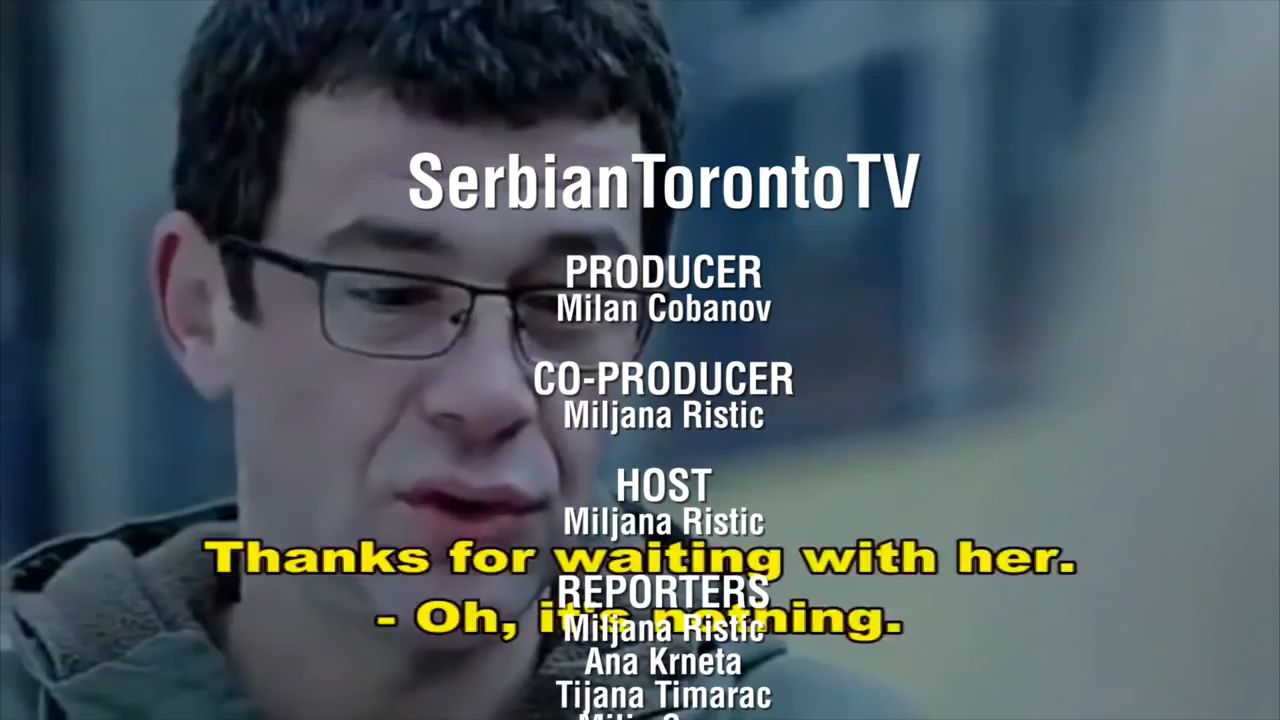 SerbianTorontoTV
PRODUCER
Milan Cobanov
CO-PRODUCER
Miljana Ristic
HOST
Miljana Ristic
Thanks for waiting with her.
REPORTERS
- Oh, it's nothing.
Miljana Ristic
Ana Krneta
Tijana Timarac